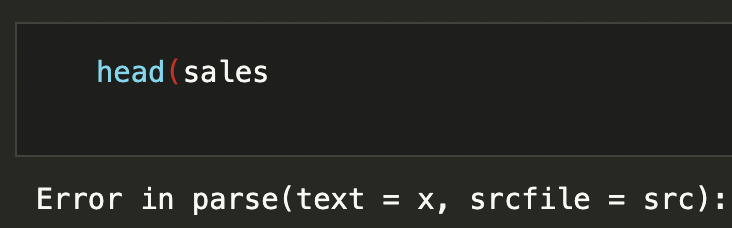 head(sales
Error in parse(text = x, srcfile = src):